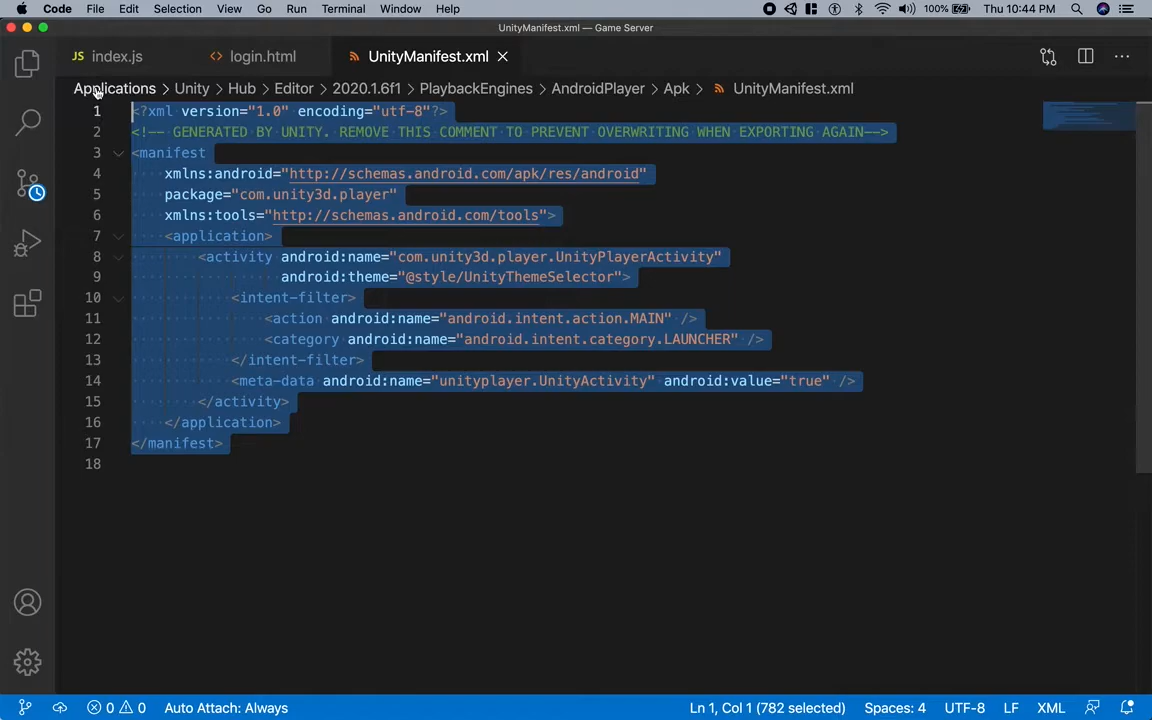 Code File Edit Selection View Go Run Terminal Window Help 100% Thu 10:44 PM
UnityManifest.xml — Game Server
JS index.js <> login.html UnityManifest.xml
Applications > Unity > Hub > Editor > 2020.1.6f1 > PlaybackEngines > AndroidPlayer > Apk > UnityManifest.xml
1 <?xml version="1.0" encoding="utf-8"?>
2 <!-- GENERATED BY UNITY. REMOVE THIS COMMENT TO PREVENT OVERWRITING WHEN EXPORTING AGAIN-->
3 <manifest
4 xmlns:android="http://schemas.android.com/apk/res/android"
5 package="com.unity3d.player"
6 xmlns:tools="http://schemas.android.com/tools">
7 <application>
8 <activity android:name="com.unity3d.player.UnityPlayerActivity"
9 android:theme="@style/UnityThemeSelector">
10 <intent-filter>
11 <action android:name="android.intent.action.MAIN" />
12 <category android:name="android.intent.category.LAUNCHER" />
13 </intent-filter>
14 <meta-data android:name="unityplayer.UnityActivity" android:value="true" />
15 </activity>
16 </application>
17 </manifest>
18
0 0 Auto Attach: Always Ln 1, Col 1 (782 selected) Spaces: 4 UTF-8 LF XML